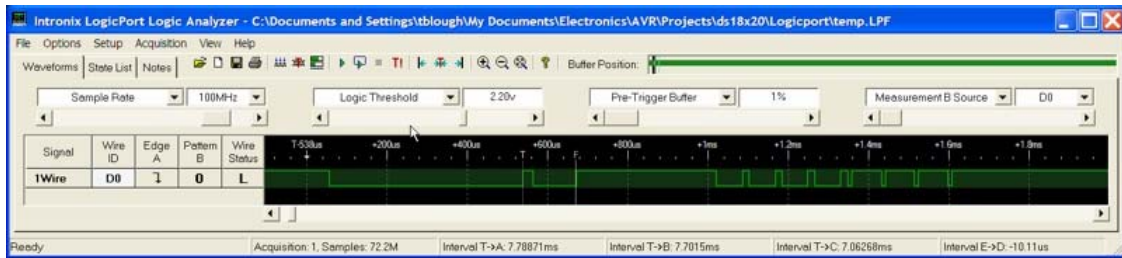 Intronix LogicPort Logic Analyzer - C:\Documents and Settings\tblough\My Documents\Electronics\AVR\Projects\ds18x20\Logicport\temp.LPF
File Options Setup Acquisition View Help
Waveforms State List Notes T! Buffer Position:
Sample Rate 100MHz Logic Threshold 2.20v Pre-Trigger Buffer 1% Measurement B Source D0
Signal Wire ID Edge A Pattern B Wire Status T-538us +200us +400us +600us +800us +1ms +1.2ms +1.4ms +1.6ms +1.8ms
T F
1Wire D0 0 L
Ready Acquisition: 1, Samples: 72.2M Interval T->A: 7.78871ms Interval T->B: 7.7015ms Interval T->C: 7.06268ms Interval E->D: -10.11us